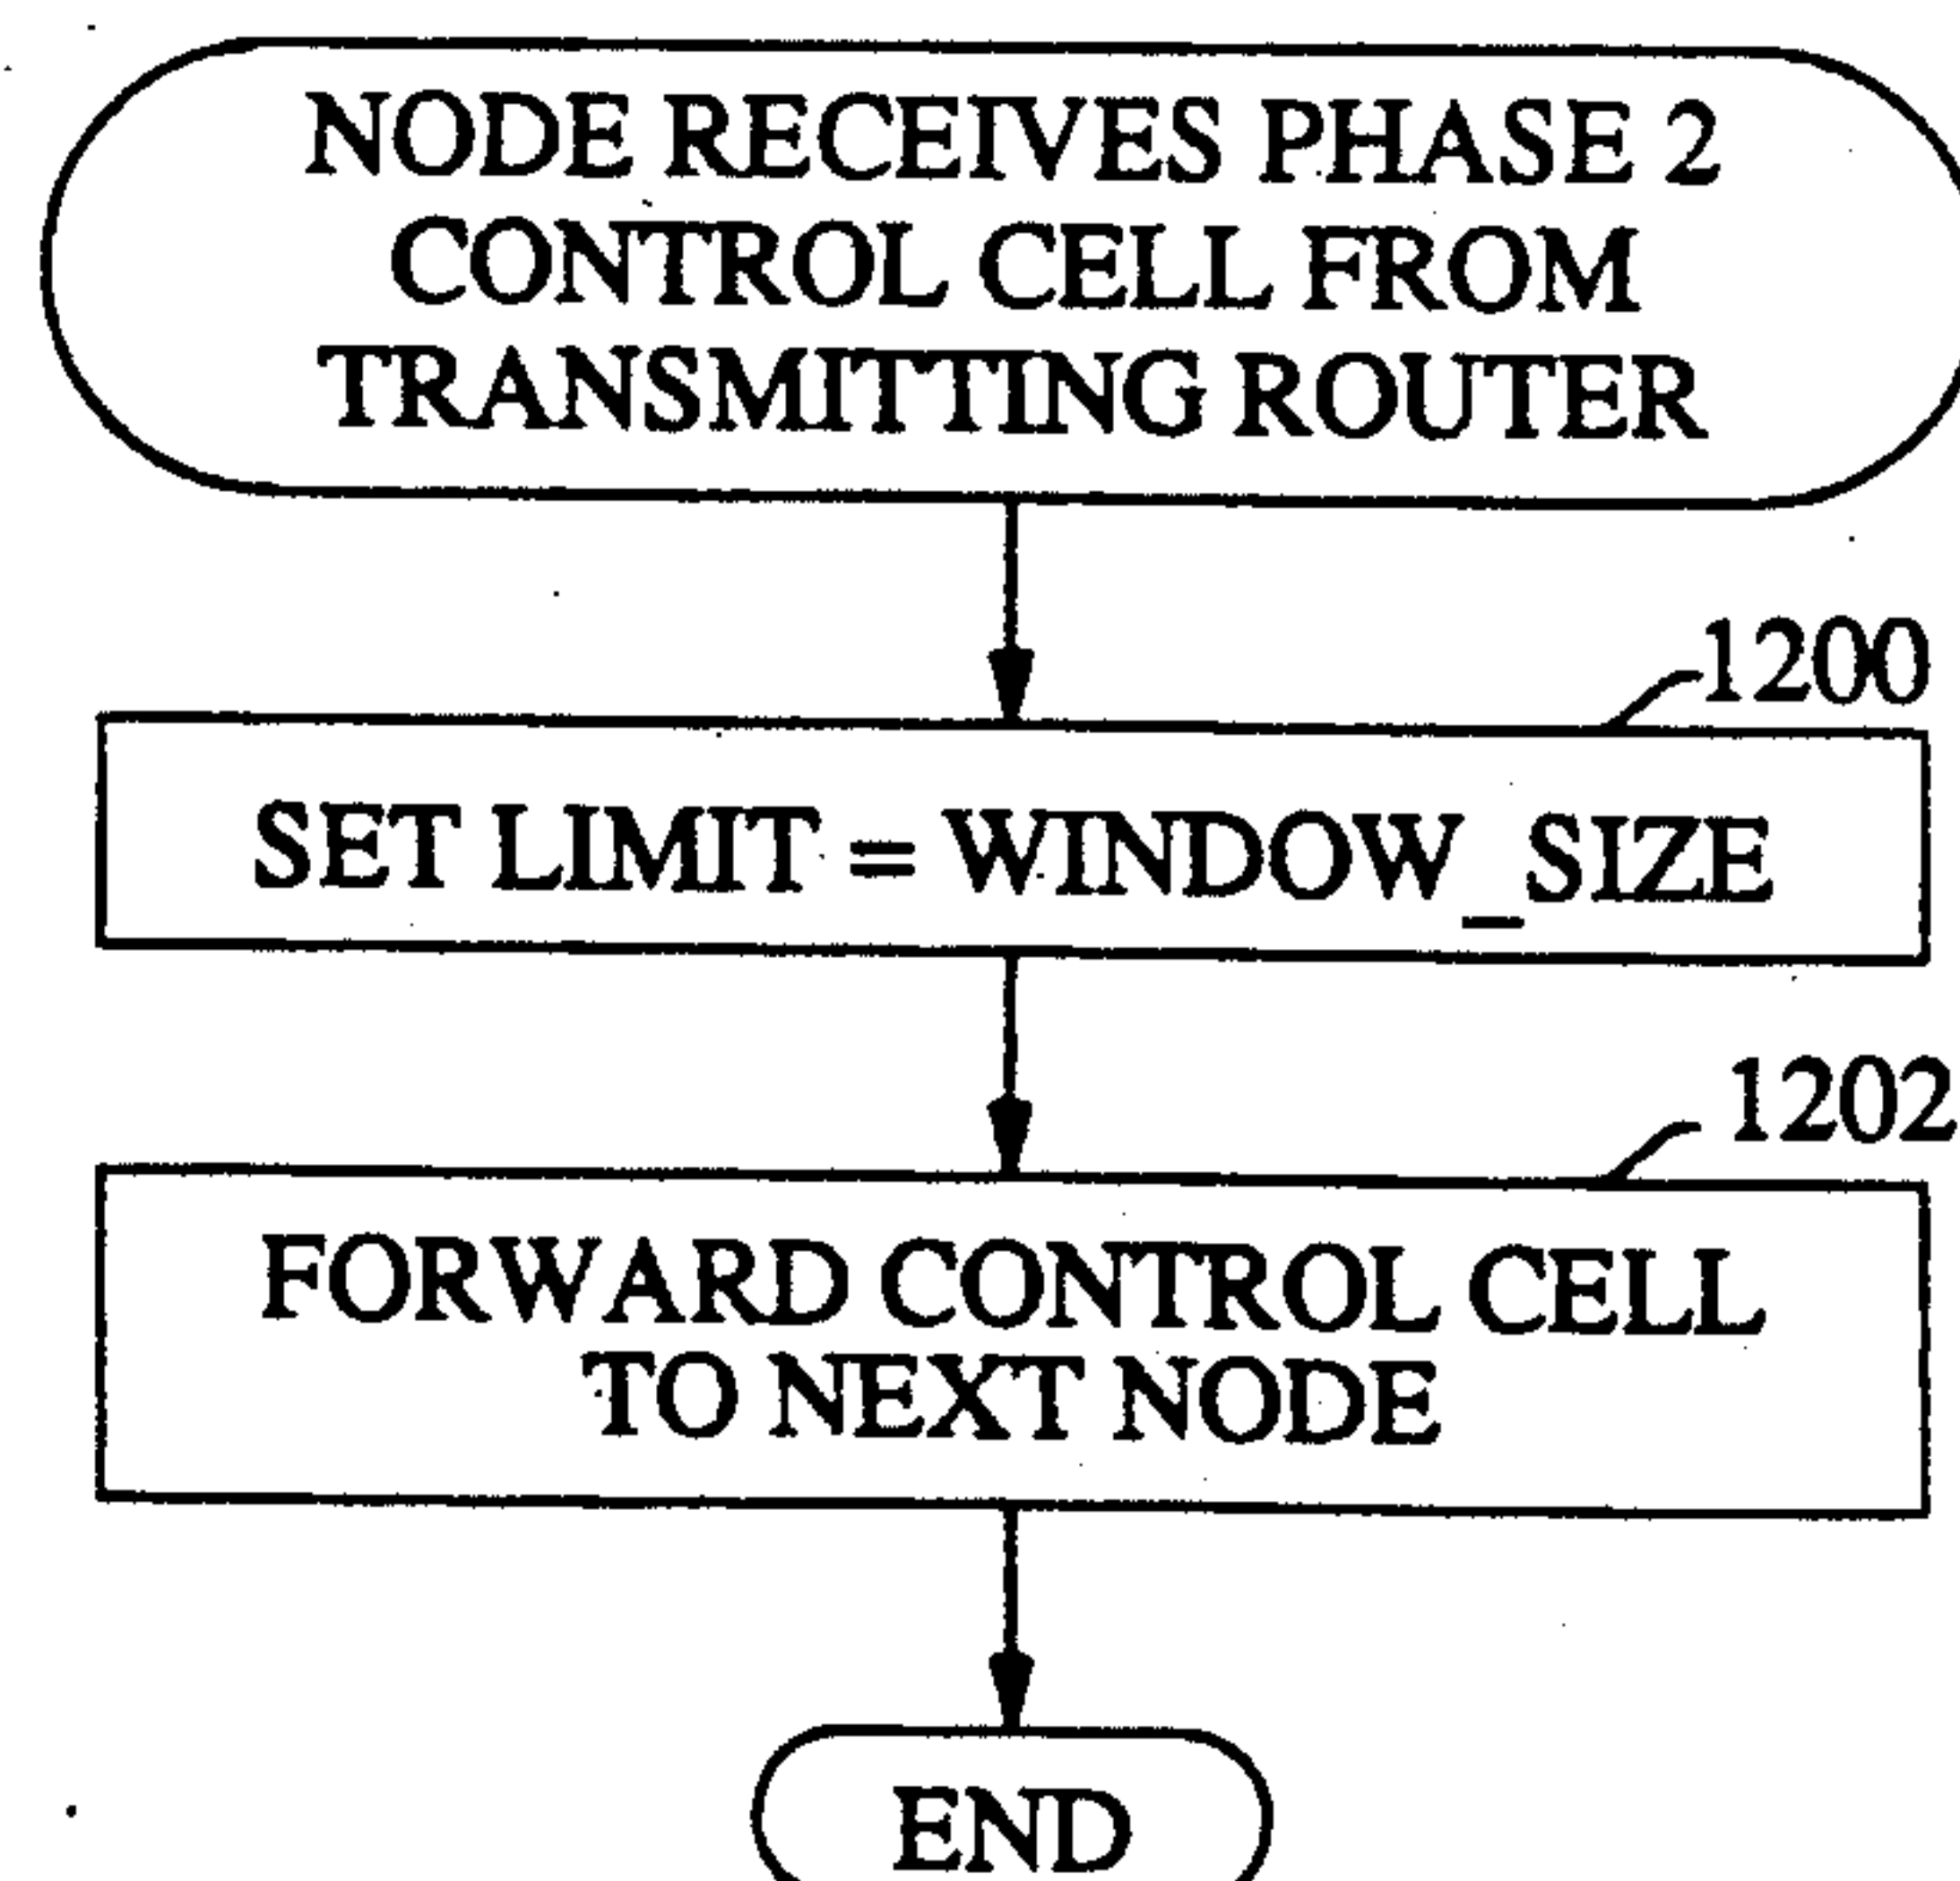 NODE RECEIVES PHASE 2
CONTROL CELL FROM
TRANSMITTING ROUTER
1200
SET LIMIT = WINDOW_SIZE
1202
FORWARD CONTROL CELL
TO NEXT NODE
END